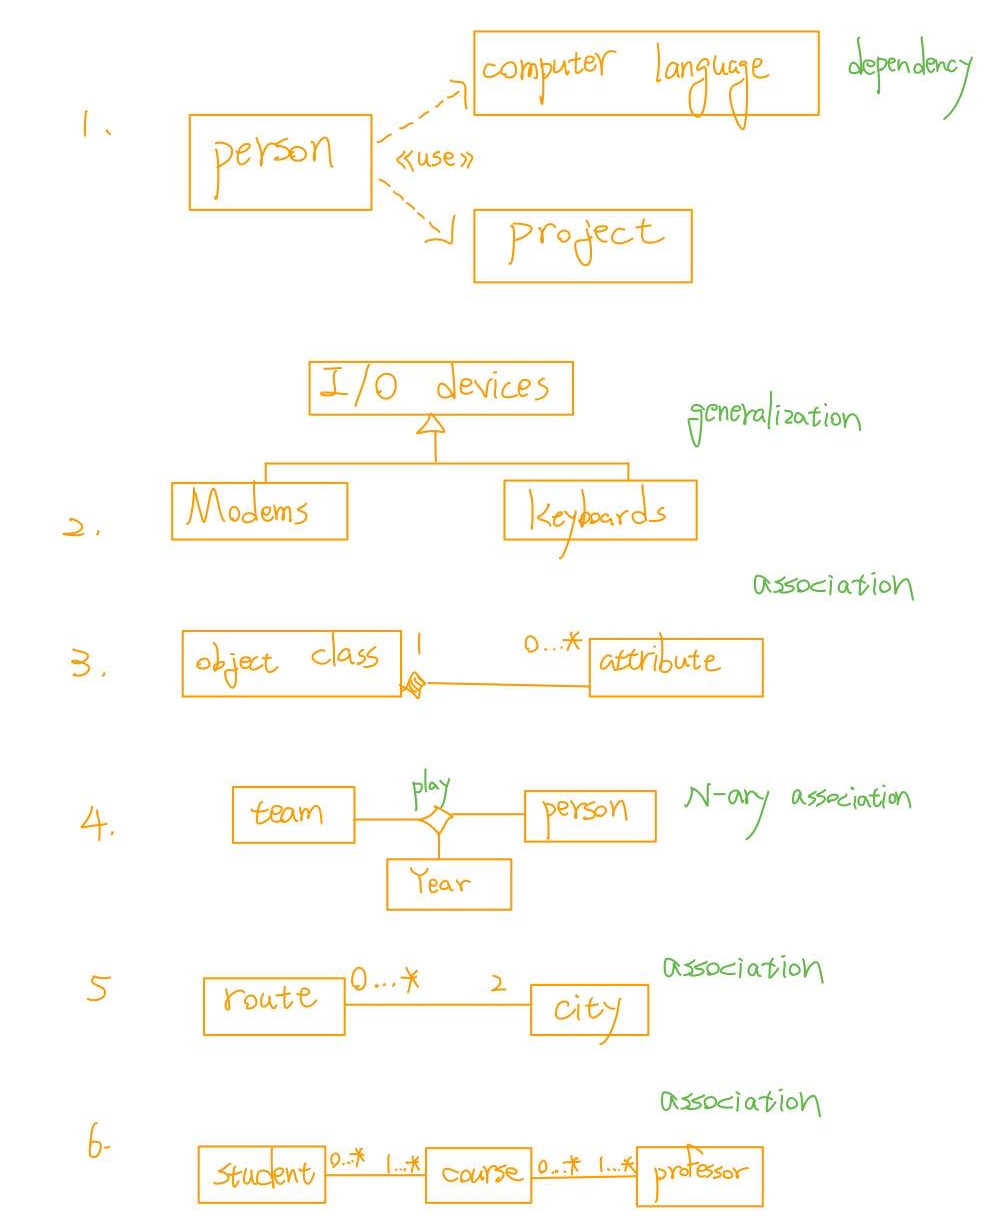 computer language
dependency
1.
person
«use»
project
I/O devices
generalization
Modems
keyboards
2.
association
3.
object class
1
0...*
attribute
play
4.
team
person
N-ary association
Year
association
5
route
0...*
2
city
association
6.
student
0...*
1...*
course
0...*
1...*
professor